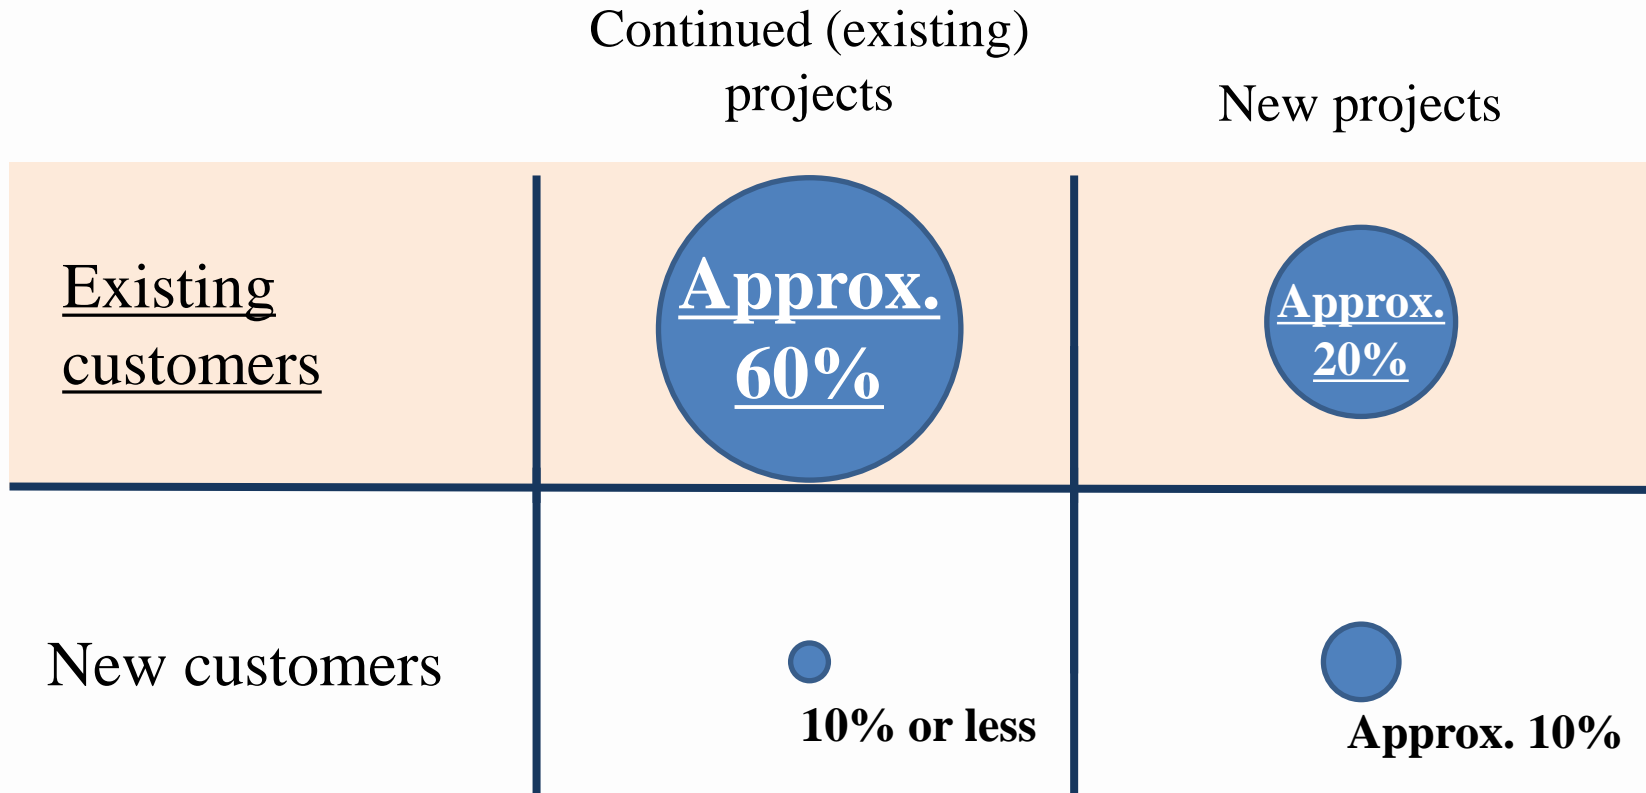 Continued (existing)
projects
New projects
Existing
customers
Approx.
60%
Approx.
20%
New customers
10% or less
Approx. 10%